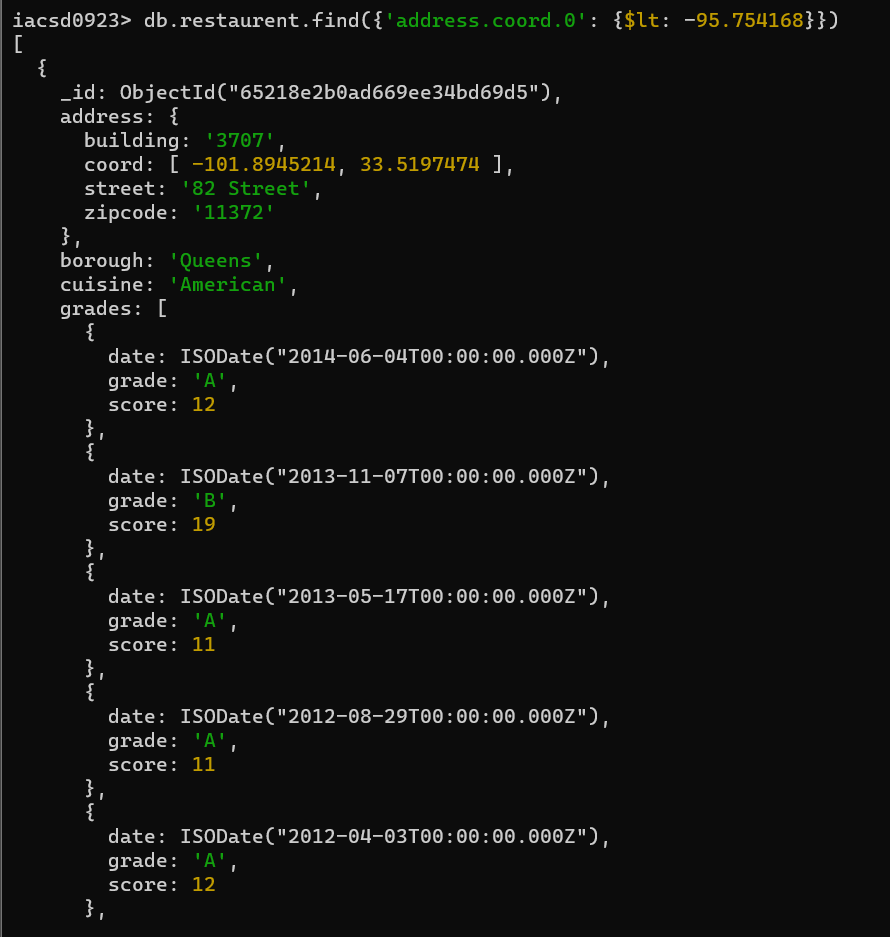 iacsd0923> db.restaurent.find({'address.coord.0': {$lt: -95.754168}})
[
  {
    _id: ObjectId("65218e2b0ad669ee34bd69d5"),
    address: {
      building: '3707',
      coord: [ -101.8945214, 33.5197474 ],
      street: '82 Street',
      zipcode: '11372'
    },
    borough: 'Queens',
    cuisine: 'American',
    grades: [
      {
        date: ISODate("2014-06-04T00:00:00.000Z"),
        grade: 'A',
        score: 12
      },
      {
        date: ISODate("2013-11-07T00:00:00.000Z"),
        grade: 'B',
        score: 19
      },
      {
        date: ISODate("2013-05-17T00:00:00.000Z"),
        grade: 'A',
        score: 11
      },
      {
        date: ISODate("2012-08-29T00:00:00.000Z"),
        grade: 'A',
        score: 11
      },
      {
        date: ISODate("2012-04-03T00:00:00.000Z"),
        grade: 'A',
        score: 12
      },